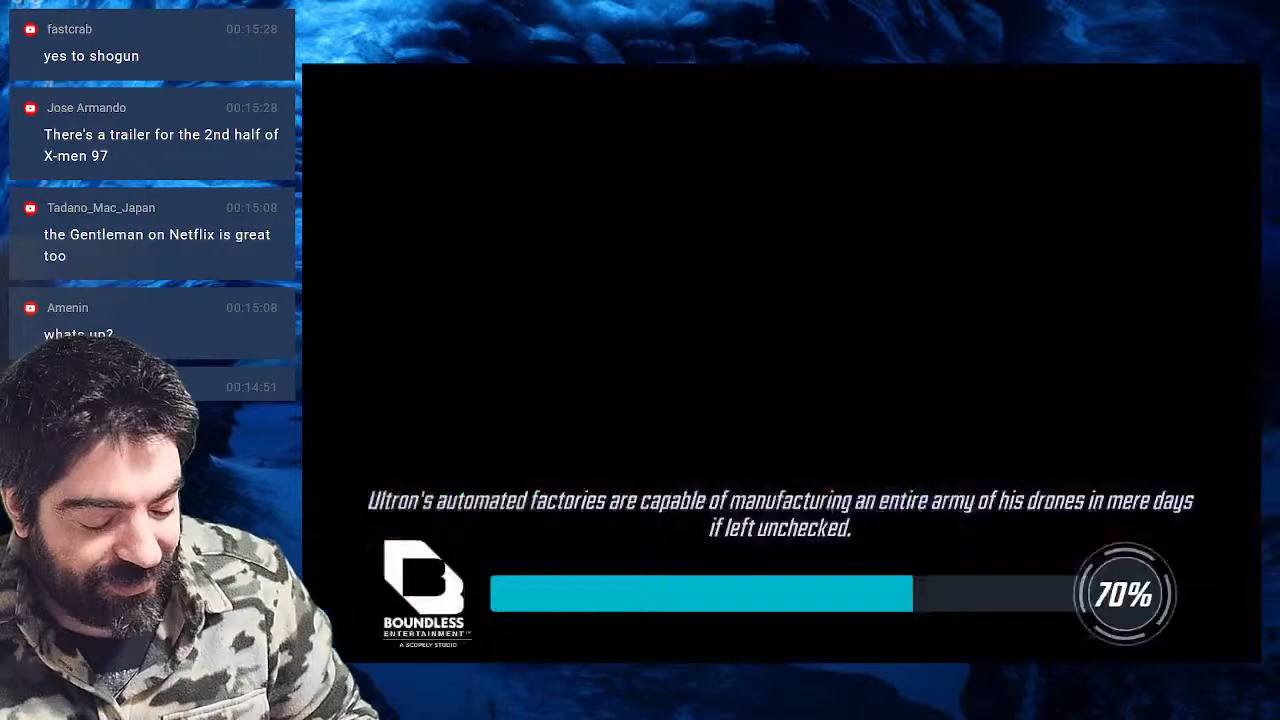 fastcrab 00:15:28
yes to shogun
Jose Armando 00:15:28
There's a trailer for the 2nd half of
X-men 97
Tadano_Mac_Japan 00:15:08
the Gentleman on Netflix is great
too
Amenin 00:15:08
whats up?
00:14:51
Ultron's automated factories are capable of manufacturing an entire army of his drones in mere days
if left unchecked.
B
BOUNDLESS
ENTERTAINMENT™
A SCOPELY STUDIO
70%